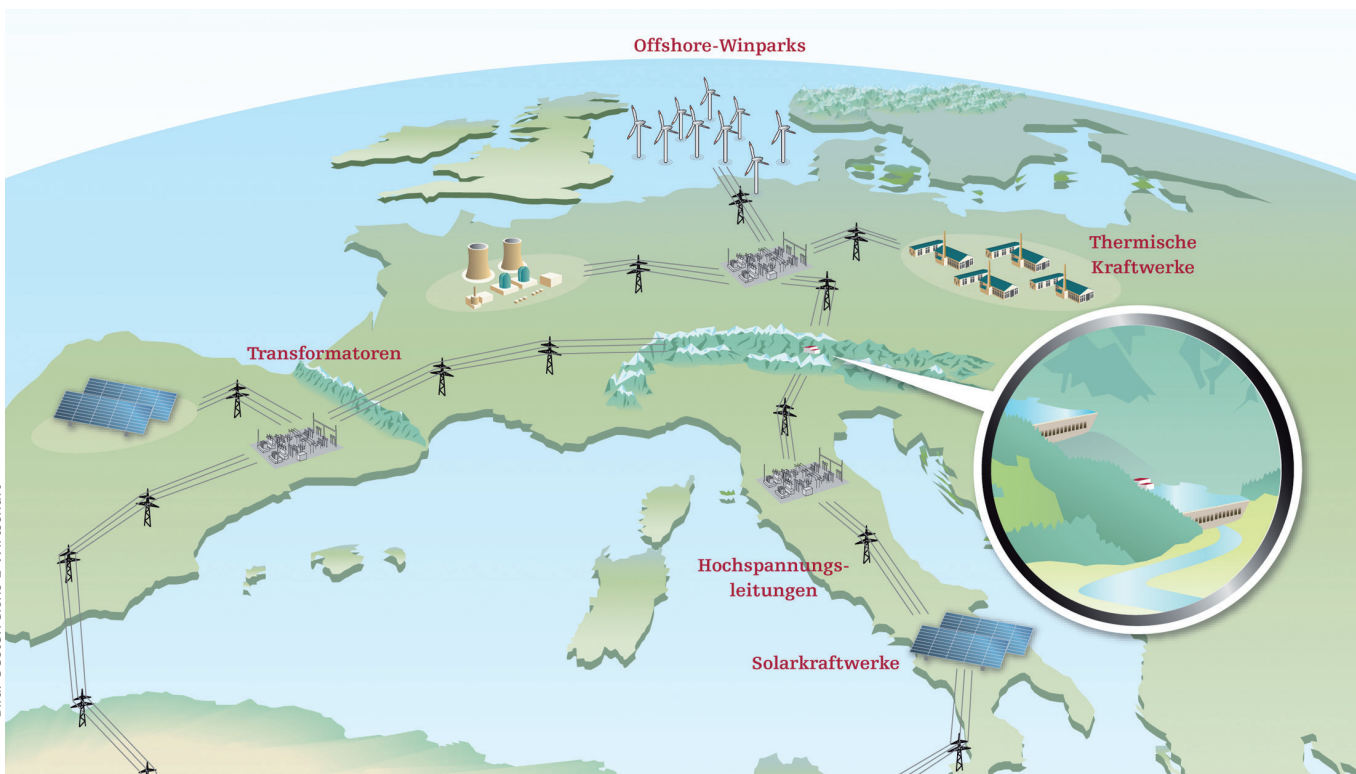 Offshore-Winparks
Thermische
Kraftwerke
Transformatoren
Hochspannungs-
leitungen
Solarkraftwerke